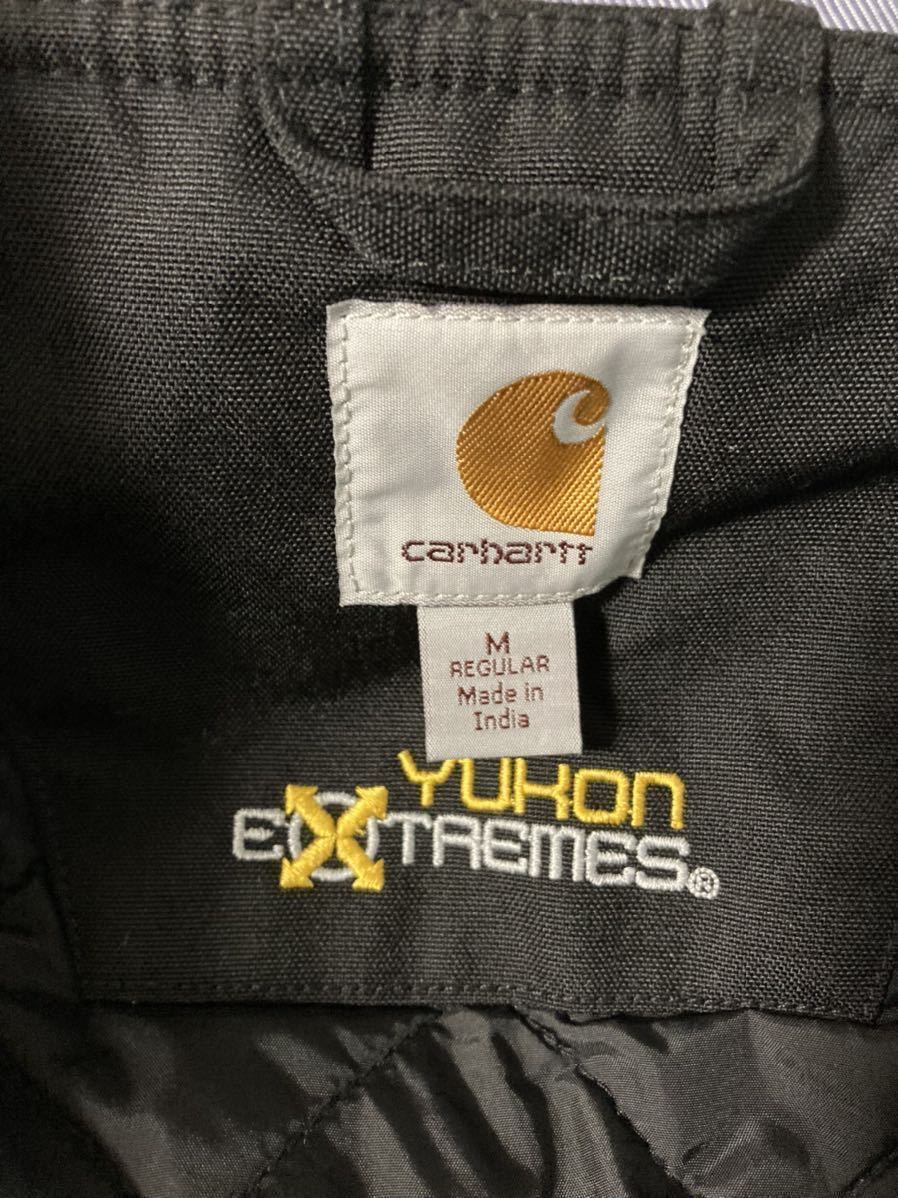 carhartt
M
REGULAR
Made in
India
YUKON
EXTREMES®